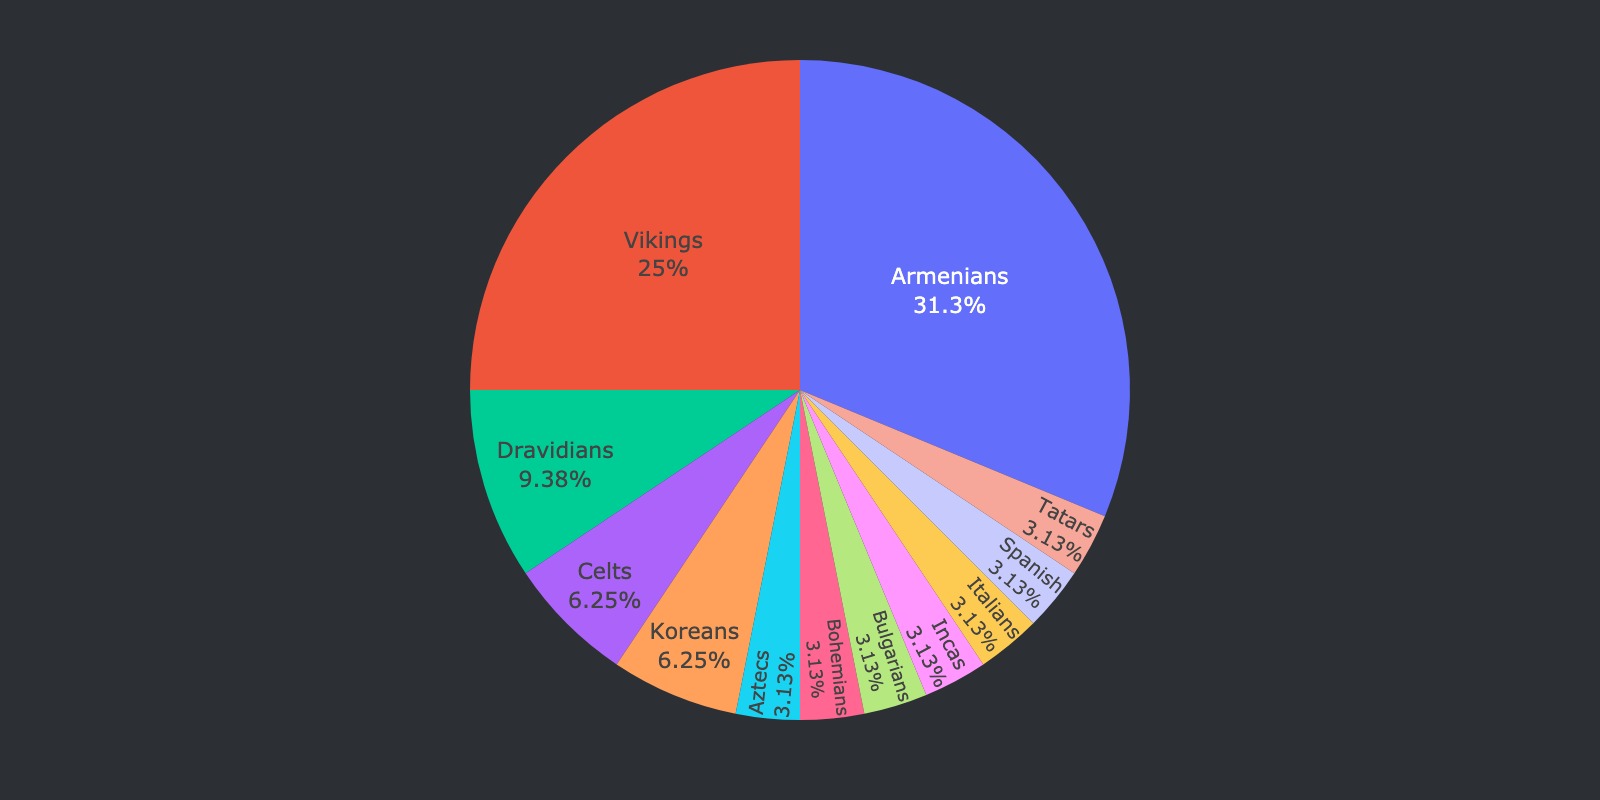 Armenians
31.3%
Vikings
25%
Dravidians
9.38%
Celts
6.25%
Koreans
6.25%
Aztecs
3.13%
Bohemians
3.13%
Bulgarians
3.13%
Incas
3.13%
Italians
3.13%
Spanish
3.13%
Tatars
3.13%